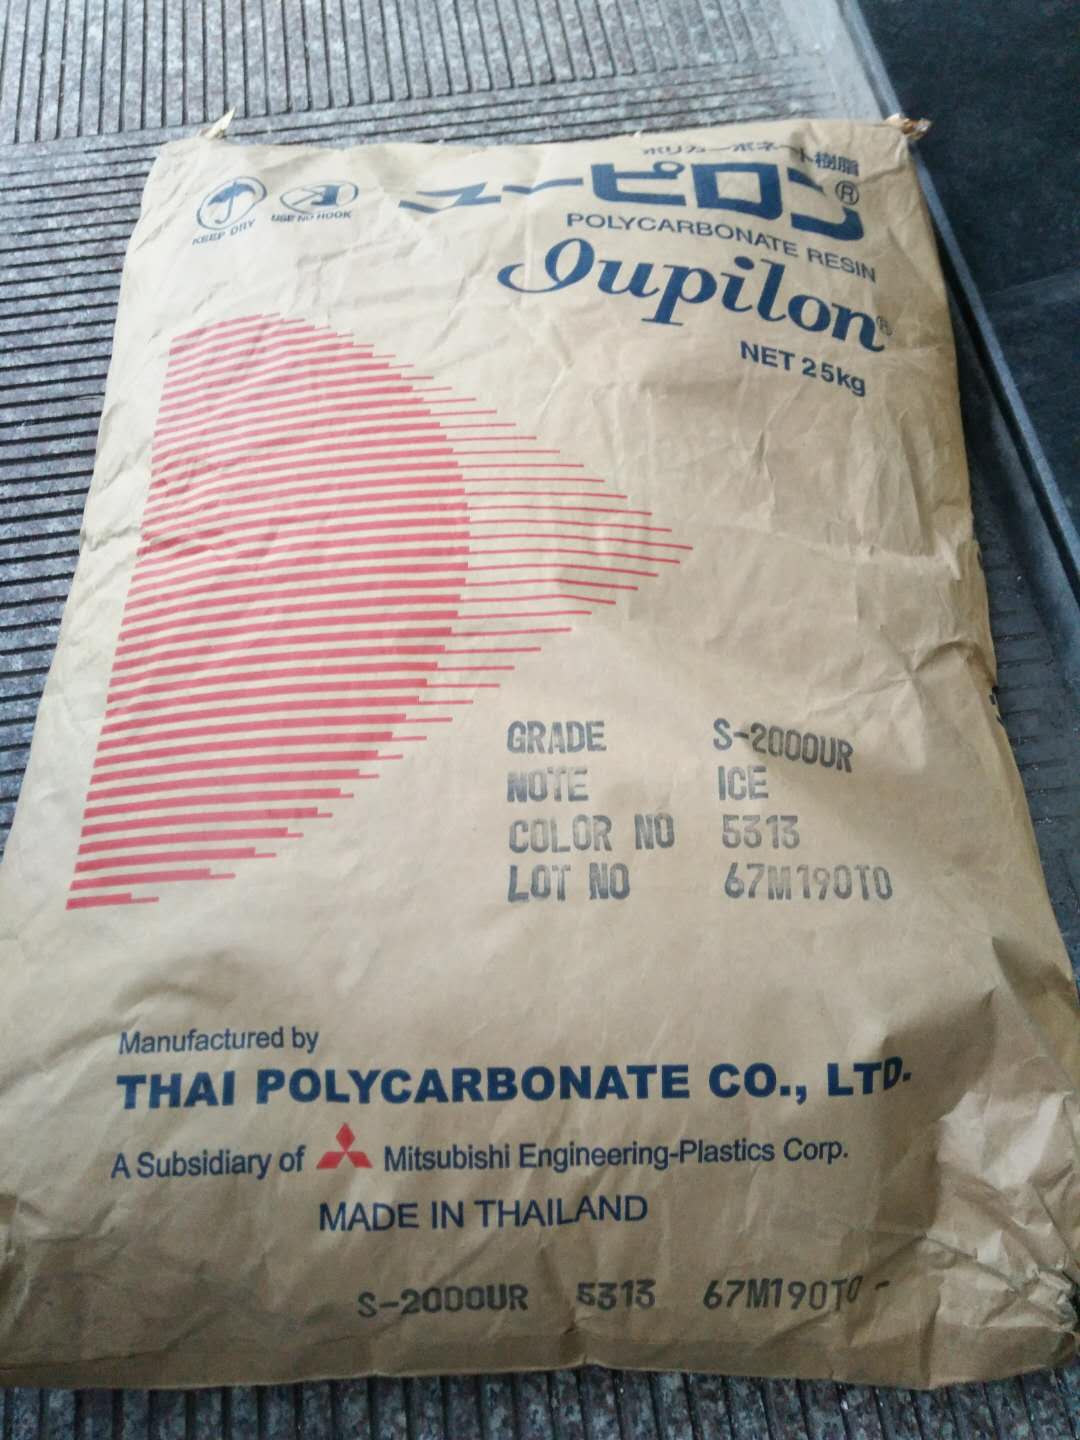 ポリカーボネート樹脂
ユーピロン®
KEEP DRY
USE NO HOOK
POLYCARBONATE RESIN
Iupilon®
NET 25kg
GRADE S-2000UR
NOTE ICE
COLOR NO 5313
LOT NO 67M190T0
Manufactured by
THAI POLYCARBONATE CO., LTD.
A Subsidiary of Mitsubishi Engineering-Plastics Corp.
MADE IN THAILAND
S-2000UR 5313 67M190T0 -